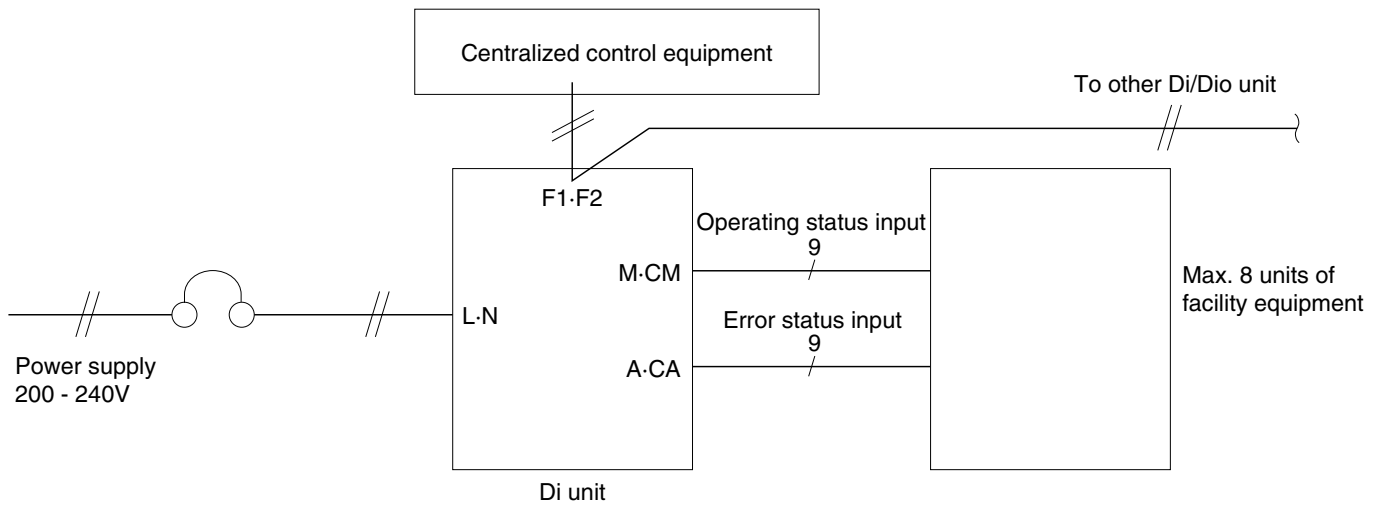 Centralized control equipment
To other Di/Dio unit
F1·F2
Operating status input
9
M·CM
Max. 8 units of
facility equipment
L·N
Error status input
9
A·CA
Power supply
200 - 240V
Di unit